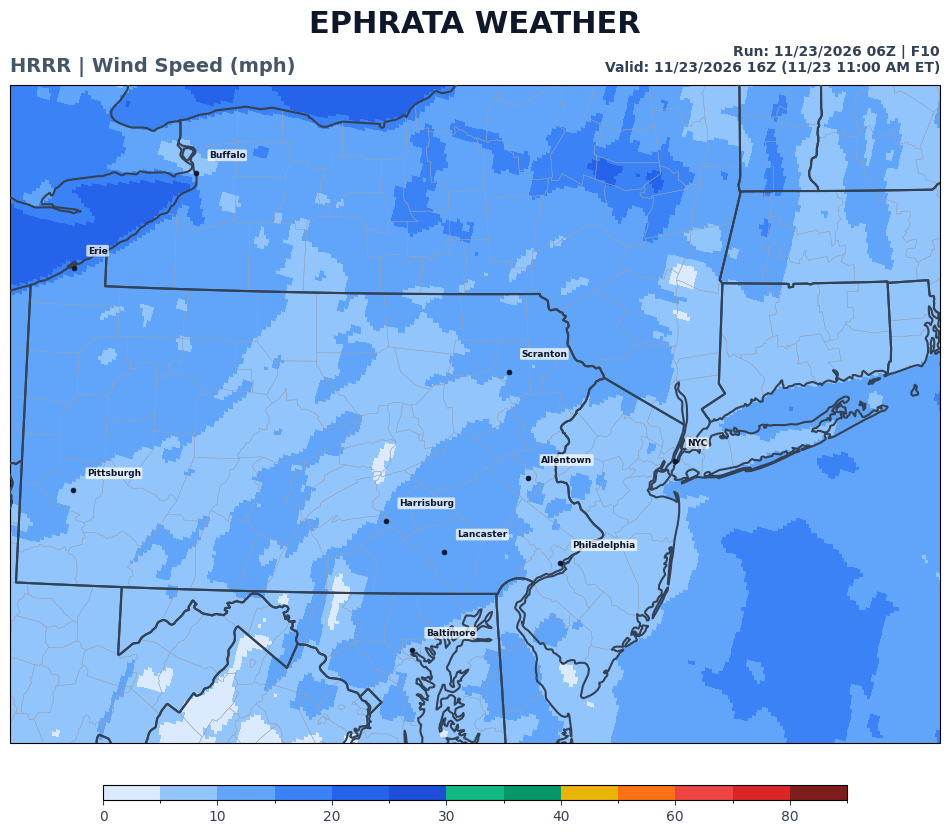 EPHRATA WEATHER
Run: 11/23/2026 06Z | F10
HRRR | Wind Speed (mph)
Valid: 11/23/2026 16Z (11/23 11:00 AM ET)
Buffalo
Erie
Scranton
NYC
Allentown
Pittsburgh
Harrisburg
Lancaster
Philadelphia
Baltimore
0 10 20 30 40 60 80